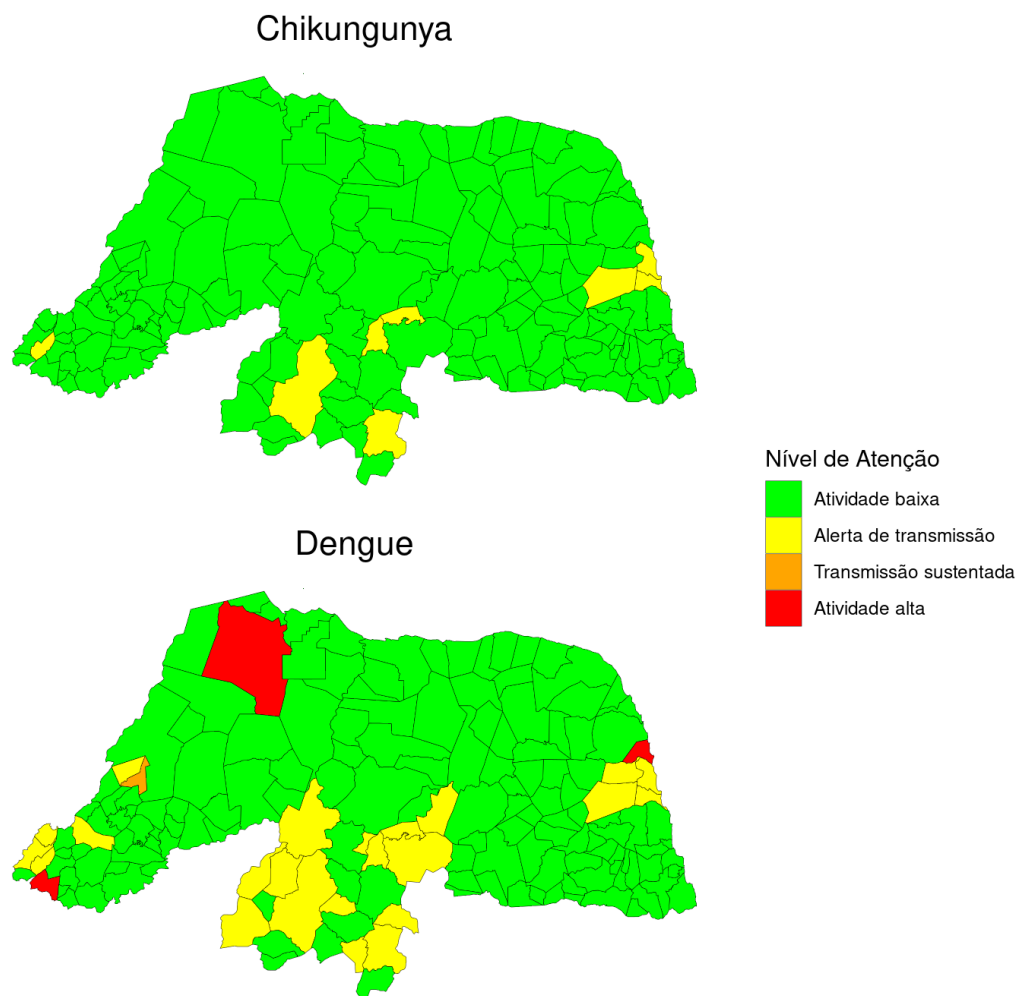 Chikungunya
Dengue
Nível de Atenção
Atividade baixa
Alerta de transmissão
Transmissão sustentada
Atividade alta